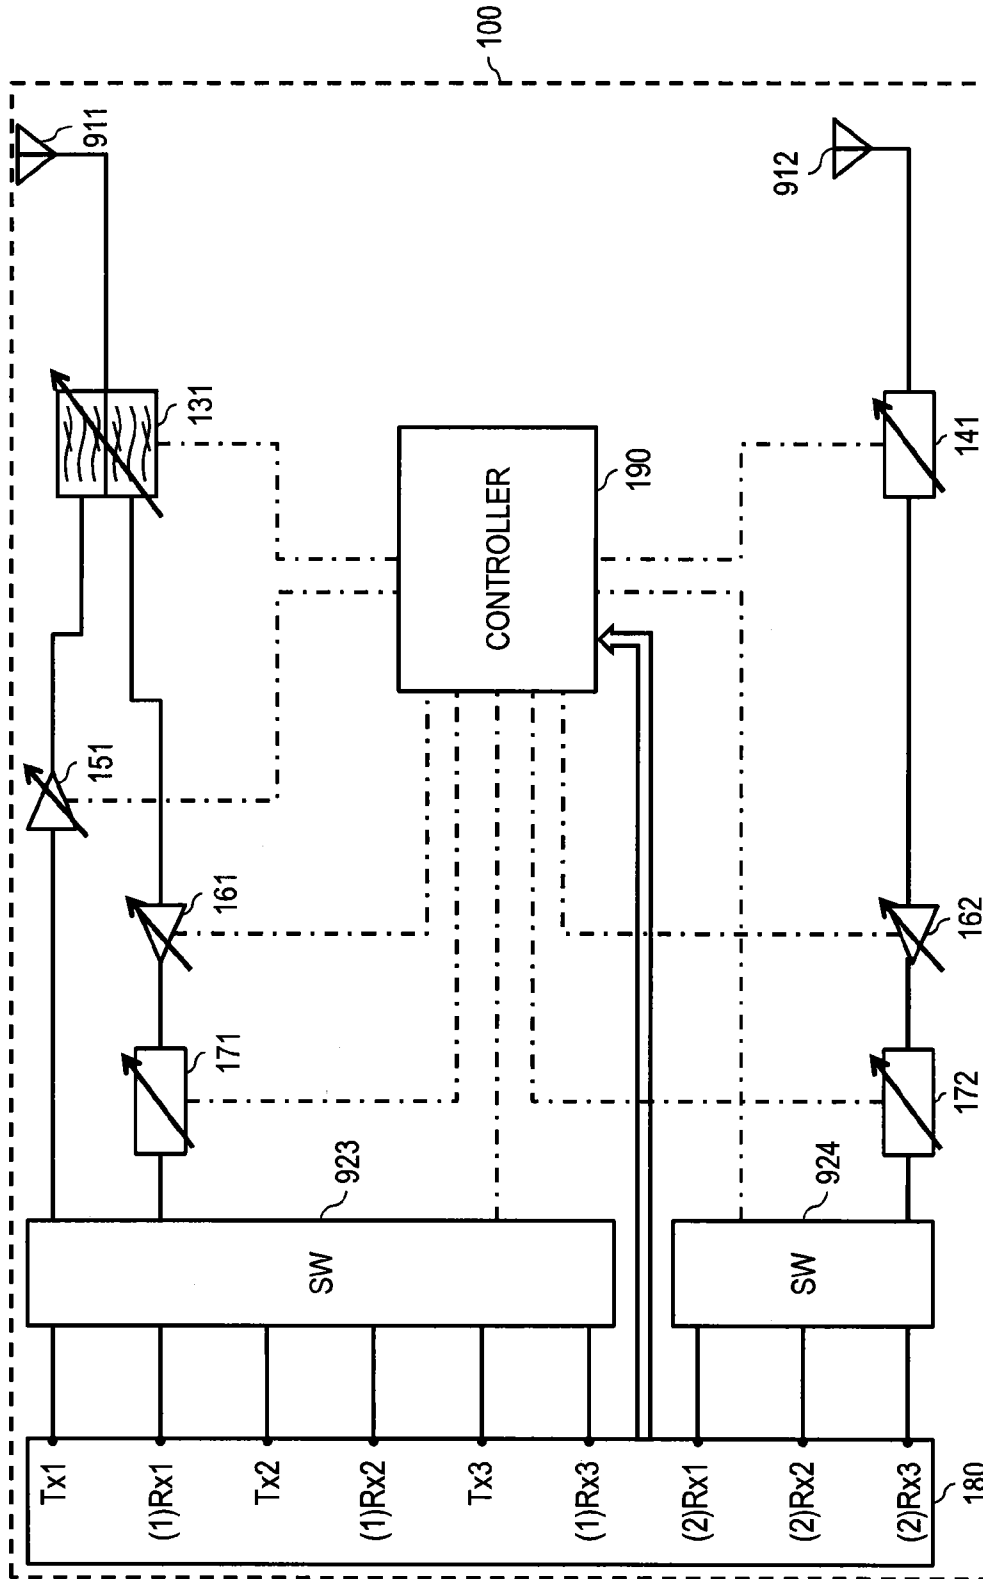 100
911
131
151
161
171
923
SW
Tx1
(1)Rx1
Tx2
(1)Rx2
Tx3
(1)Rx3
(2)Rx1
(2)Rx2
(2)Rx3
180
CONTROLLER
190
912
141
162
172
924
SW